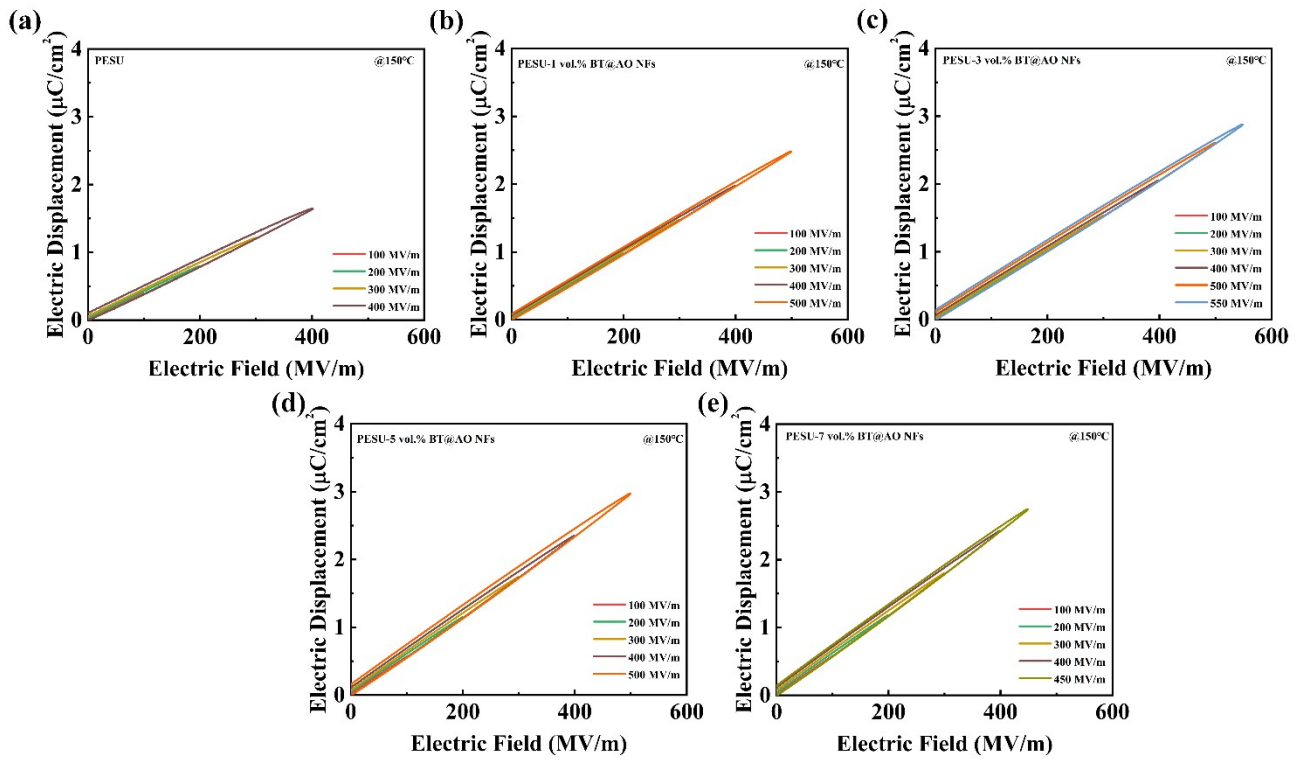 (a)
Electric Displacement (μC/cm²)
4
3
2
1
0
PESU
@150℃
100 MV/m
200 MV/m
300 MV/m
400 MV/m
0
200
400
600
Electric Field (MV/m)
(b)
Electric Displacement (μC/cm²)
4
3
2
1
0
PESU-1 vol.% BT@AO NFs
@150℃
100 MV/m
200 MV/m
300 MV/m
400 MV/m
500 MV/m
0
200
400
600
Electric Field (MV/m)
(c)
Electric Displacement (μC/cm²)
4
3
2
1
0
PESU-3 vol.% BT@AO NFs
@150℃
100 MV/m
200 MV/m
300 MV/m
400 MV/m
500 MV/m
550 MV/m
0
200
400
600
Electric Field (MV/m)
(d)
Electric Displacement (μC/cm²)
4
3
2
1
0
PESU-5 vol.% BT@AO NFs
@150℃
100 MV/m
200 MV/m
300 MV/m
400 MV/m
500 MV/m
0
200
400
600
Electric Field (MV/m)
(e)
Electric Displacement (μC/cm²)
4
3
2
1
0
PESU-7 vol.% BT@AO NFs
@150℃
100 MV/m
200 MV/m
300 MV/m
400 MV/m
450 MV/m
0
200
400
600
Electric Field (MV/m)